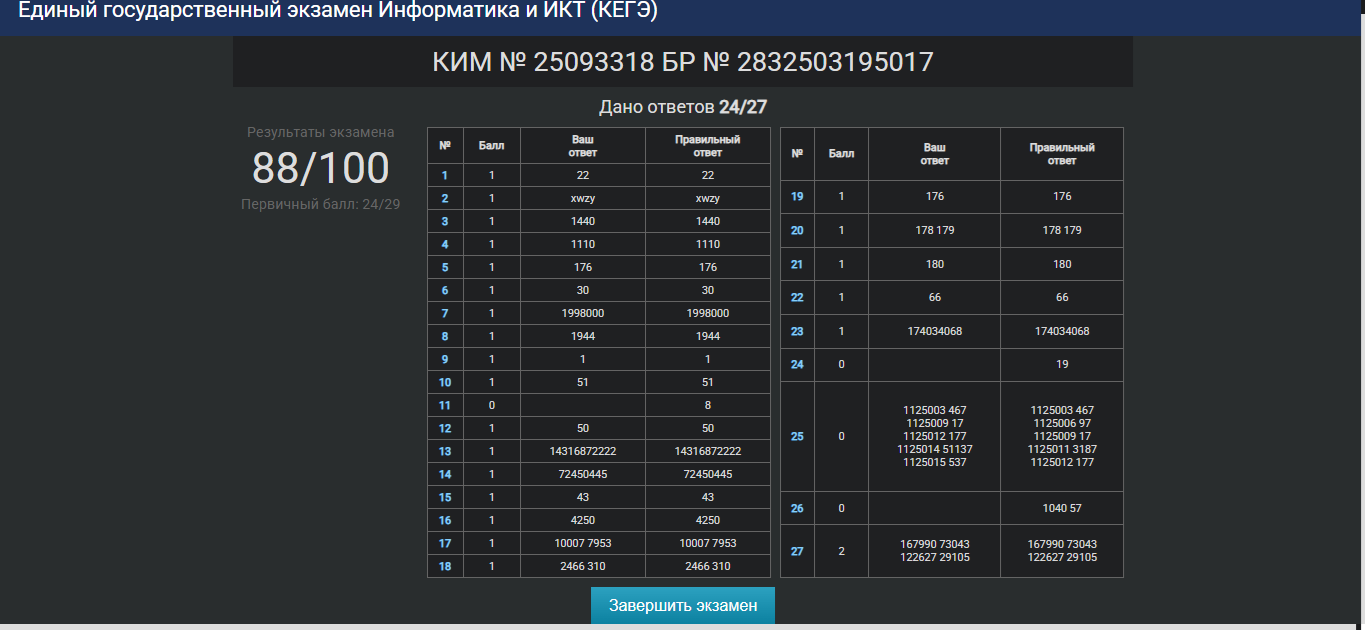 Единый государственный экзамен Информатика и ИКТ (КЕГЭ)
КИМ № 25093318 БР № 2832503195017
Дано ответов 24/27
Результаты экзамена
88/100
Первичный балл: 24/29
№ Балл Ваш ответ Правильный ответ
1 1 22 22
2 1 xwzy xwzy
3 1 1440 1440
4 1 1110 1110
5 1 176 176
6 1 30 30
7 1 1998000 1998000
8 1 1944 1944
9 1 1 1
10 1 51 51
11 0 8
12 1 50 50
13 1 14316872222 14316872222
14 1 72450445 72450445
15 1 43 43
16 1 4250 4250
17 1 10007 7953 10007 7953
18 1 2466 310 2466 310
№ Балл Ваш ответ Правильный ответ
19 1 176 176
20 1 178 179 178 179
21 1 180 180
22 1 66 66
23 1 174034068 174034068
24 0 19
1125003 467 1125003 467
1125009 17 1125006 97
25 0 1125012 177 1125009 17
1125014 51137 1125011 3187
1125015 537 1125012 177
26 0 1040 57
27 2 167990 73043 167990 73043
122627 29105 122627 29105
Завершить экзамен